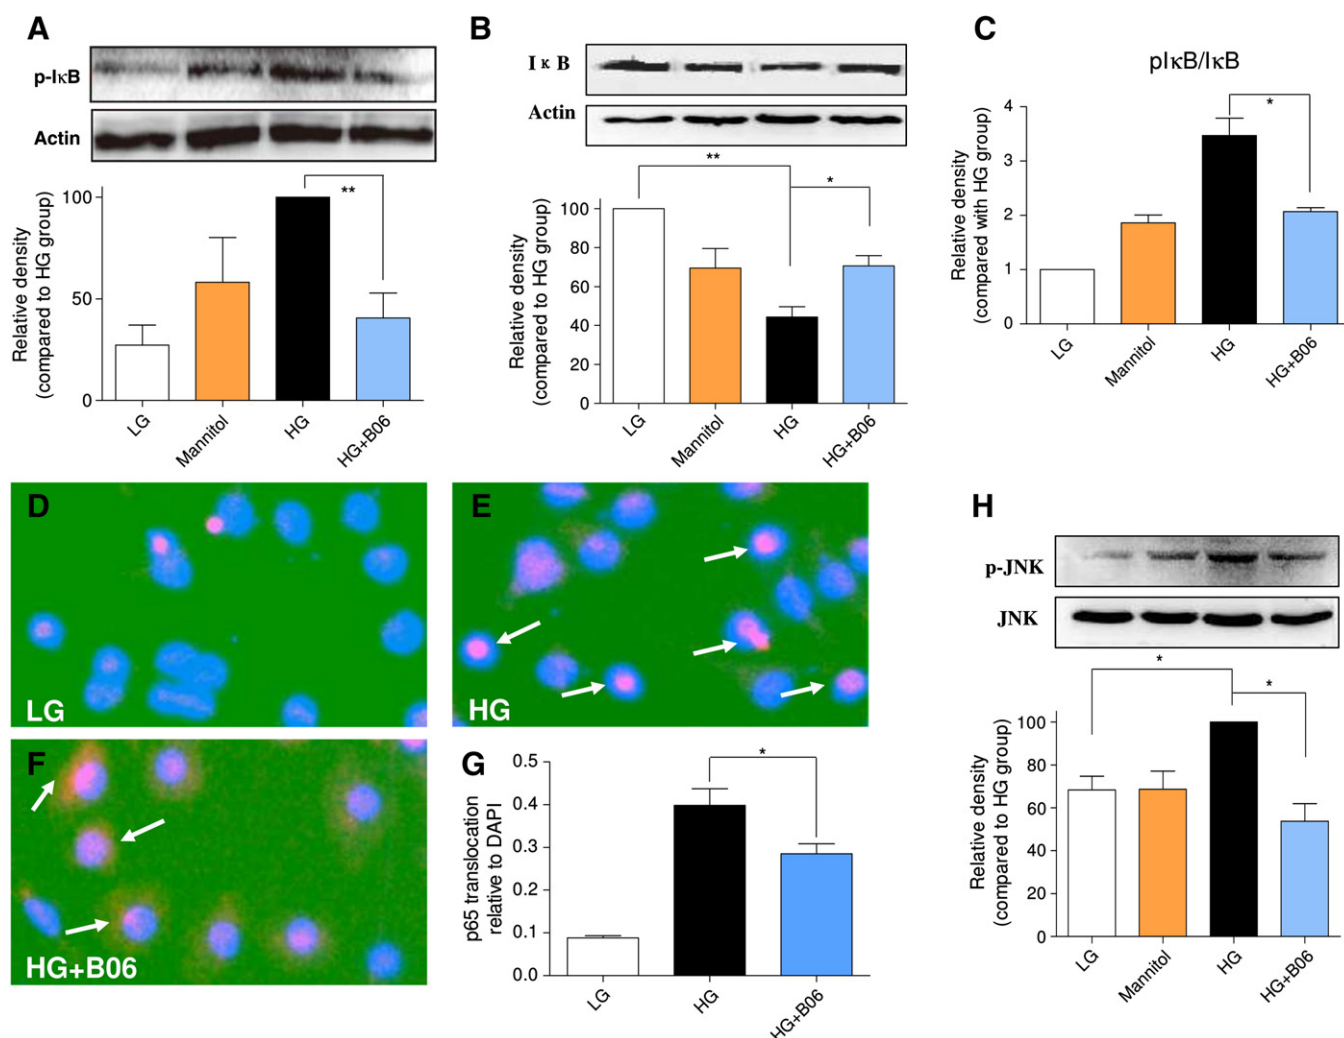 A
p-IκB
Actin
**
Relative density
(compared to HG group)
100
50
0
LG
Mannitol
HG
HG+B06
B
IκB
Actin
**
*
Relative density
(compared to HG group)
100
80
60
40
20
0
LG
Mannitol
HG
HG+B06
C
pIκB/IκB
*
Relative density
(compared with HG group)
4
3
2
1
0
LG
Mannitol
HG
HG+B06
D
LG
E
HG
F
HG+B06
G
*
p65 translocation
relative to DAPI
0.5
0.4
0.3
0.2
0.1
0.0
LG
HG
HG+B06
H
p-JNK
JNK
*
*
Relative density
(compared to HG group)
100
80
60
40
20
0
LG
Mannitol
HG
HG+B06